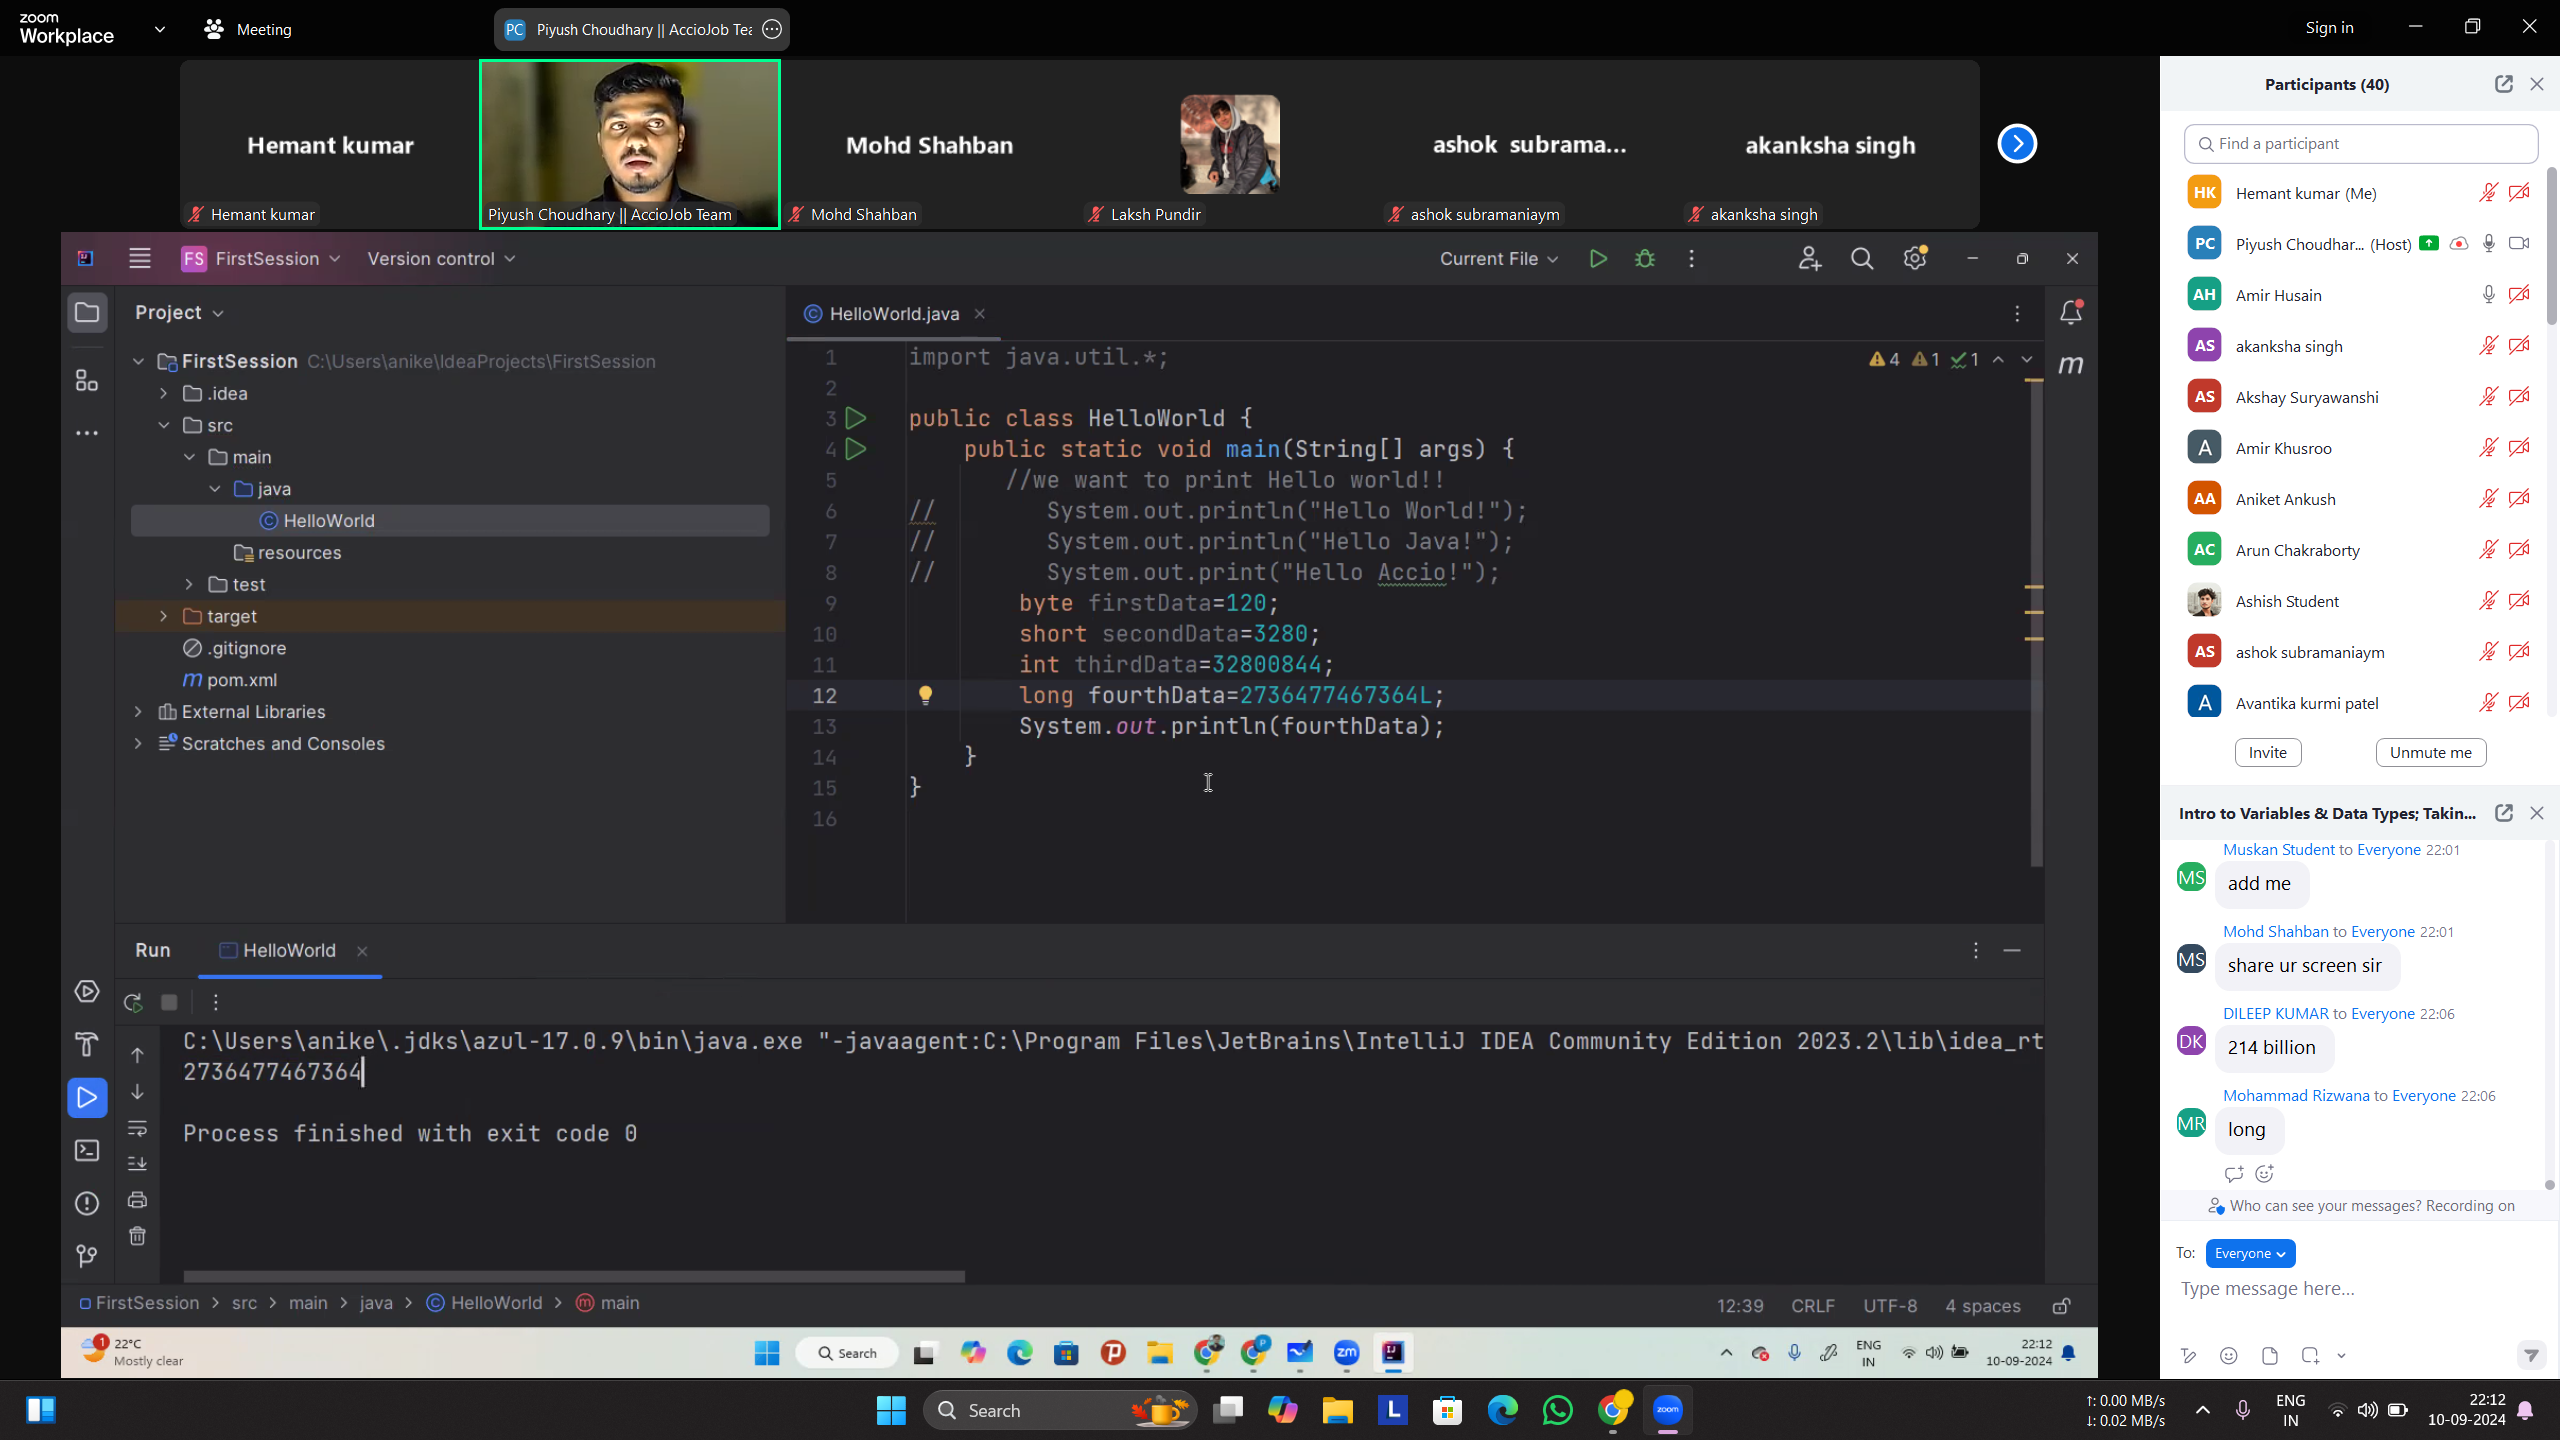 zoom
Workplace
Meeting
PC Piyush Choudhary || AccioJob Tea
Sign in
Hemant kumar
Mohd Shahban
ashok subrama...
akanksha singh
Hemant kumar
Piyush Choudhary || AccioJob Team
Mohd Shahban
Laksh Pundir
ashok subramaniaym
akanksha singh
FS FirstSession
Version control
Current File
Project
HelloWorld.java
FirstSession C:\Users\anike\IdeaProjects\FirstSession
.idea
src
main
java
HelloWorld
resources
test
target
.gitignore
m pom.xml
External Libraries
Scratches and Consoles
4 1 1
m
1 import java.util.*;
2
3 public class HelloWorld {
4 public static void main(String[] args) {
5 //we want to print Hello world!!
6 // System.out.println("Hello World!");
7 // System.out.println("Hello Java!");
8 // System.out.print("Hello Accio!");
9 byte firstData=120;
10 short secondData=3280;
11 int thirdData=32800844;
12 long fourthData=2736477467364L;
13 System.out.println(fourthData);
14 }
15 }
16
Run
HelloWorld
C:\Users\anike\.jdks\azul-17.0.9\bin\java.exe "-javaagent:C:\Program Files\JetBrains\IntelliJ IDEA Community Edition 2023.2\lib\idea_rt
2736477467364
Process finished with exit code 0
FirstSession > src > main > java > HelloWorld > main
12:39 CRLF UTF-8 4 spaces
1
22°C
Mostly clear
Search
zm
ENG
IN
22:12
10-09-2024
Participants (40)
Find a participant
HK Hemant kumar (Me)
PC Piyush Choudhar... (Host)
AH Amir Husain
AS akanksha singh
AS Akshay Suryawanshi
A Amir Khusroo
AA Aniket Ankush
AC Arun Chakraborty
Ashish Student
AS ashok subramaniaym
A Avantika kurmi patel
Invite
Unmute me
Intro to Variables & Data Types; Takin...
Muskan Student to Everyone 22:01
MS add me
Mohd Shahban to Everyone 22:01
MS share ur screen sir
DILEEP KUMAR to Everyone 22:06
DK 214 billion
Mohammad Rizwana to Everyone 22:06
MR long
Who can see your messages? Recording on
To: Everyone
Type message here...
Search
L
zoom
↑: 0.00 MB/s
↓: 0.02 MB/s
ENG
IN
22:12
10-09-2024